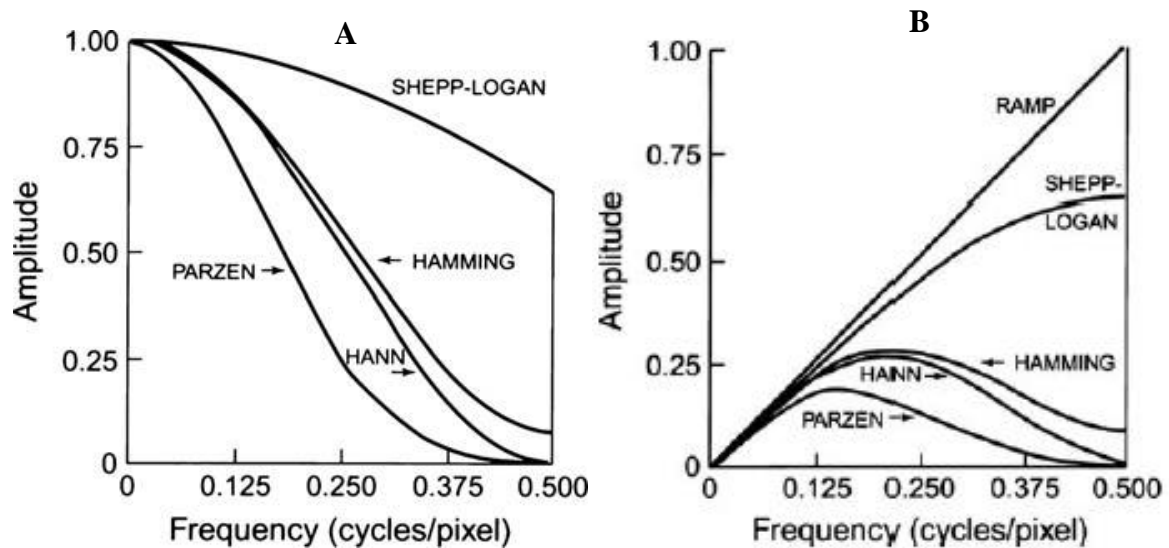 A
1.00
0.75
0.50
0.25
0
Amplitude
SHEPP-LOGAN
PARZEN
HAMMING
HANN
0 0.125 0.250 0.375 0.500
Frequency (cycles/pixel)
B
1.00
0.75
0.50
0.25
0
Amplitude
RAMP
SHEPP-
LOGAN
HAMMING
HAINN
PARZEN
0 0.125 0.250 0.375 0.500
Frequency (cycles/pixel)